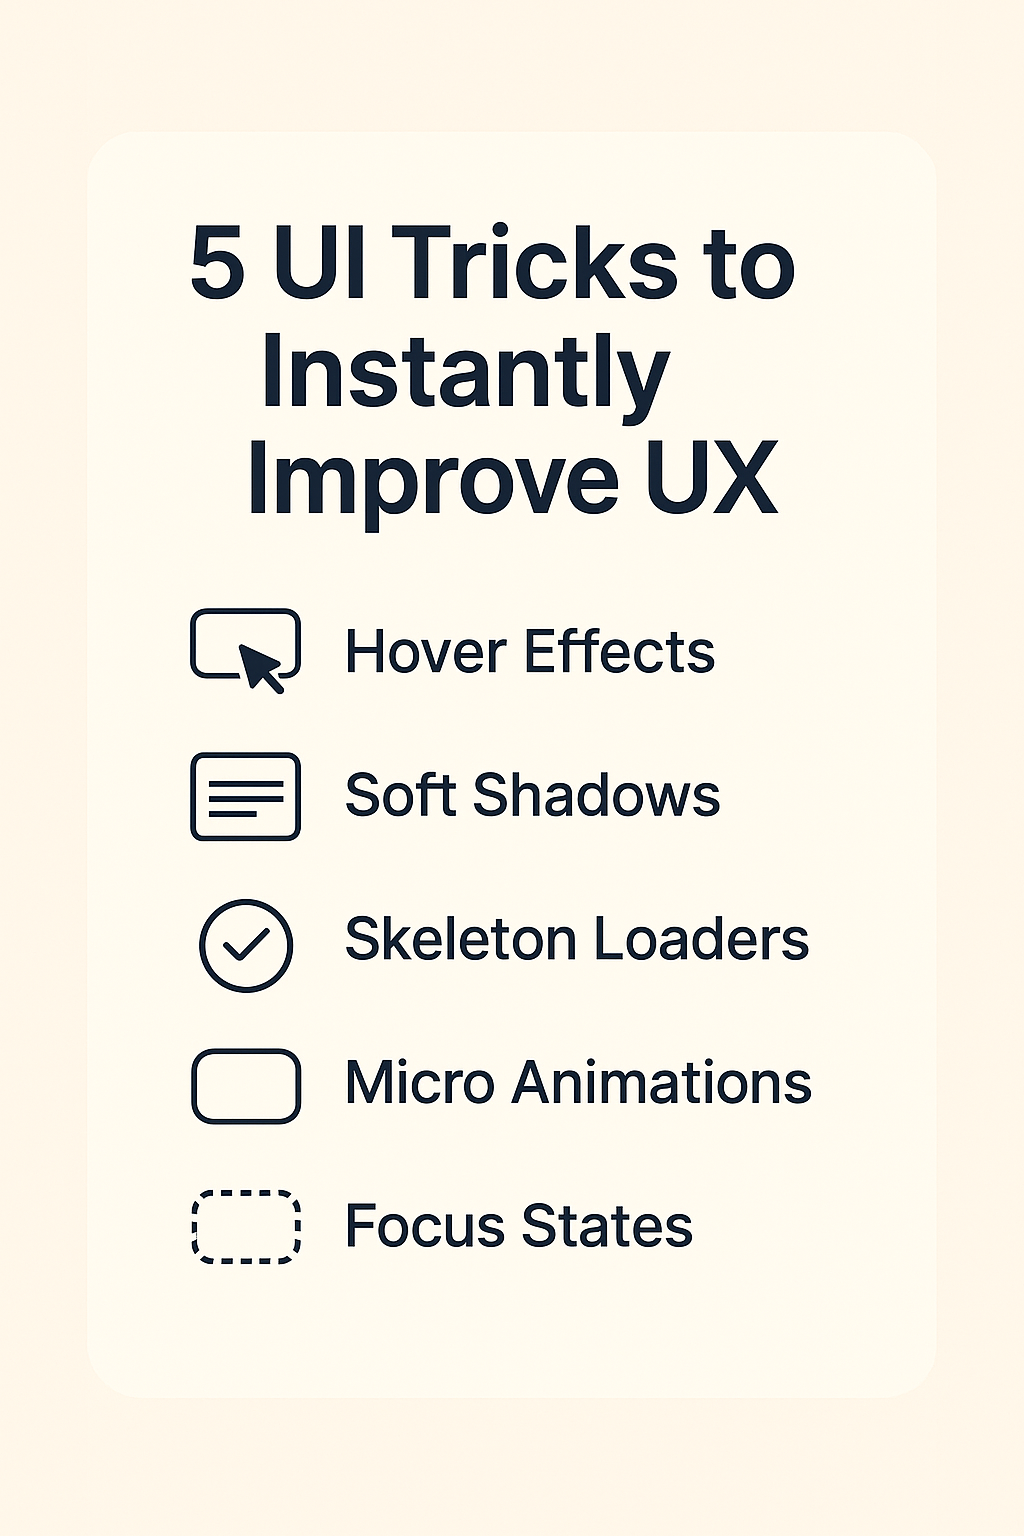 5 UI Tricks to
Instantly
Improve UX
Hover Effects
Soft Shadows
Skeleton Loaders
Micro Animations
Focus States